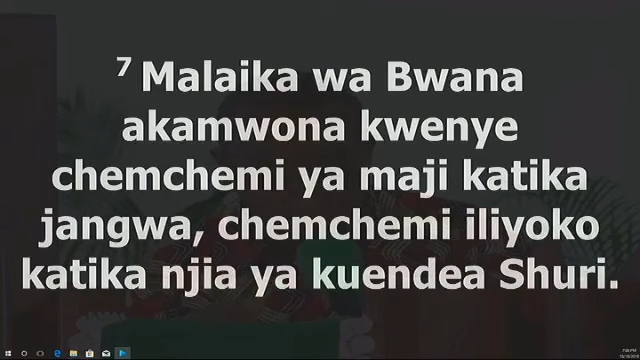 7 Malaika wa Bwana
akamwona kwenye
chemchemi ya maji katika
jangwa, chemchemi iliyoko
katika njia ya kuendea Shuri.